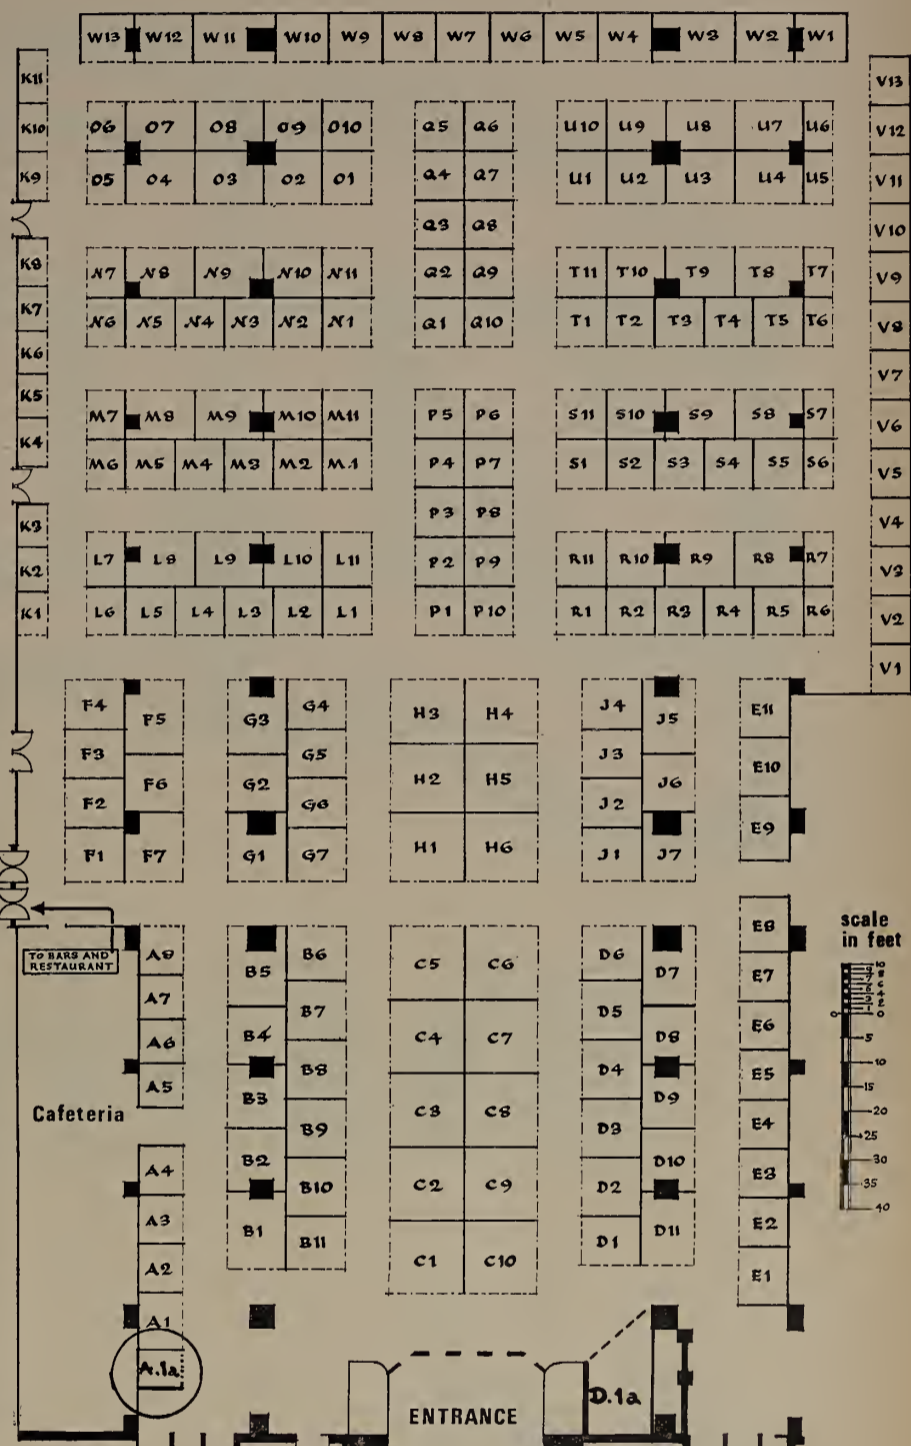 W13 W12 W11 W10 W9 W8 W7 W6 W5 W4 W3 W2 W1
K11
K10
K9
K8
K7
K6
K5
K4
K3
K2
K1
O6 O7 O8 O9 O10
O5 O4 O3 O2 O1
N7 N8 N9 N10 N11
N6 N5 N4 N3 N2 N1
M7 M8 M9 M10 M11
M6 M5 M4 M3 M2 M1
L7 L8 L9 L10 L11
L6 L5 L4 L3 L2 L1
Q5 Q6
Q4 Q7
Q3 Q8
Q2 Q9
Q1 Q10
P5 P6
P4 P7
P3 P8
P2 P9
P1 P10
U10 U9 U8 U7 U6
U1 U2 U3 U4 U5
T11 T10 T9 T8 T7
T1 T2 T3 T4 T5 T6
S11 S10 S9 S8 S7
S1 S2 S3 S4 S5 S6
R11 R10 R9 R8 R7
R1 R2 R3 R4 R5 R6
V13
V12
V11
V10
V9
V8
V7
V6
V5
V4
V3
V2
V1
F4 F5
F3
F2 F6
F1 F7
G3 G4
G5
G2 G6
G1 G7
H3 H4
H2 H5
H1 H6
J4 J5
J3
J2 J6
J1 J7
E11
E10
E9
TO BARS AND
RESTAURANT
Cafeteria
A8
A7
A6
A5
A4
A3
A2
A1
A.1a
B5 B6
B7
B4
B8
B3
B9
B2
B10
B1
B11
C5 C6
C4 C7
C3 C8
C2 C9
C1 C10
D6 D7
D5
D8
D4
D9
D3
D10
D2
D11
D1
E8
E7
E6
E5
E4
E3
E2
E1
scale
in feet
10
8
6
4
2
0 0
5
10
15
20
25
30
35
40
ENTRANCE
D.1a